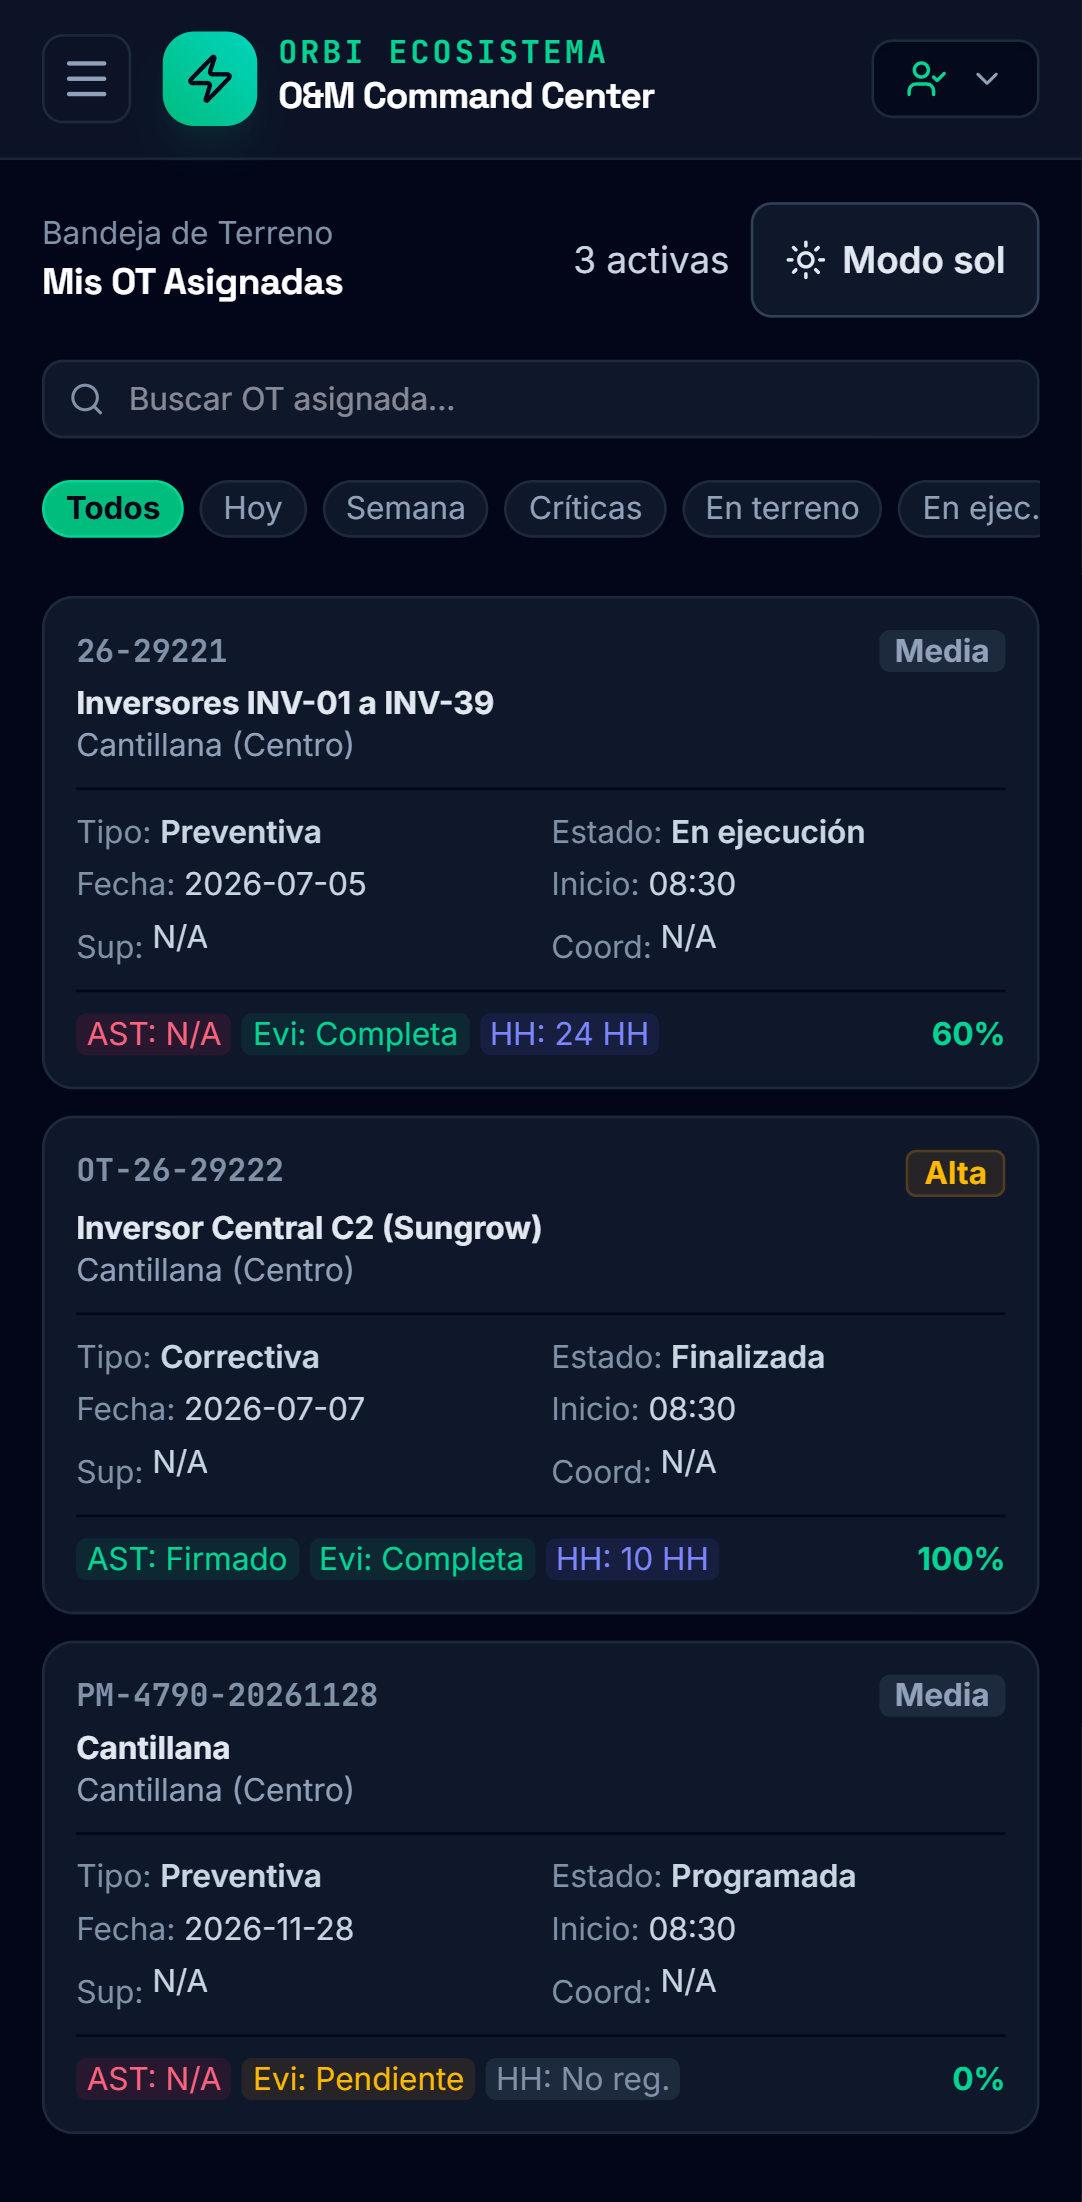 ORBI ECOSISTEMA
O&M Command Center
Bandeja de Terreno
Mis OT Asignadas
3 activas
Modo sol
Buscar OT asignada...
Todos Hoy Semana Críticas En terreno En ejec.
26-29221 Media
Inversores INV-01 a INV-39
Cantillana (Centro)
Tipo: Preventiva Estado: En ejecución
Fecha: 2026-07-05 Inicio: 08:30
Sup: N/A Coord: N/A
AST: N/A Evi: Completa HH: 24 HH 60%
OT-26-29222 Alta
Inversor Central C2 (Sungrow)
Cantillana (Centro)
Tipo: Correctiva Estado: Finalizada
Fecha: 2026-07-07 Inicio: 08:30
Sup: N/A Coord: N/A
AST: Firmado Evi: Completa HH: 10 HH 100%
PM-4790-20261128 Media
Cantillana
Cantillana (Centro)
Tipo: Preventiva Estado: Programada
Fecha: 2026-11-28 Inicio: 08:30
Sup: N/A Coord: N/A
AST: N/A Evi: Pendiente HH: No reg. 0%